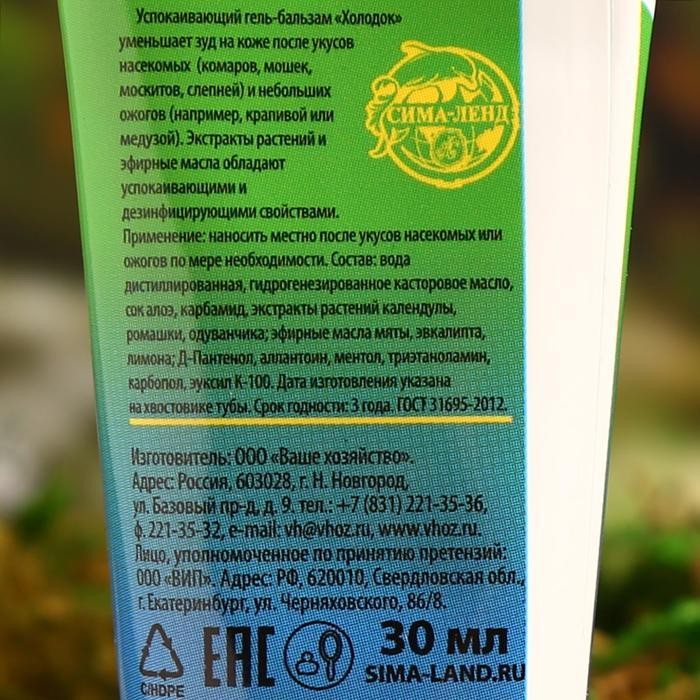 Успокаивающий гель-бальзам «Холодок»
уменьшает зуд на коже после укусов
насекомых (комаров, мошек,
москитов, слепней) и небольших
ожогов (например, крапивой или
медузой). Экстракты растений и
эфирные масла обладают
успокаивающими и
дезинфицирующими свойствами.
СИМА-ЛЕНД
Применение: наносить местно после укусов насекомых или
ожогов по мере необходимости. Состав: вода
дистиллированная, гидрогенезированное касторовое масло,
сок алоэ, карбамид, экстракты растений календулы,
ромашки, одуванчика; эфирные масла мяты, эвкалипта,
лимона; Д-Пантенол, аллантоин, ментол, триэтаноламин,
карбопол, эуксил К-100. Дата изготовления указана
на хвостовике тубы. Срок годности: 3 года. ГОСТ 31695-2012.
Изготовитель: ООО «Ваше хозяйство».
Адрес: Россия, 603028, г. Н. Новгород,
ул. Базовый пр-д, д. 9. тел.: +7 (831) 221-35-36,
ф. 221-35-32, e-mail: vh@vhoz.ru, www.vhoz.ru.
Лицо, уполномоченное по принятию претензий:
ООО «ВИП». Адрес: РФ, 620010, Свердловская обл.,
г. Екатеринбург, ул. Черняховского, 86/8.
C/HDPE EAC 30 мл
SIMA-LAND.RU